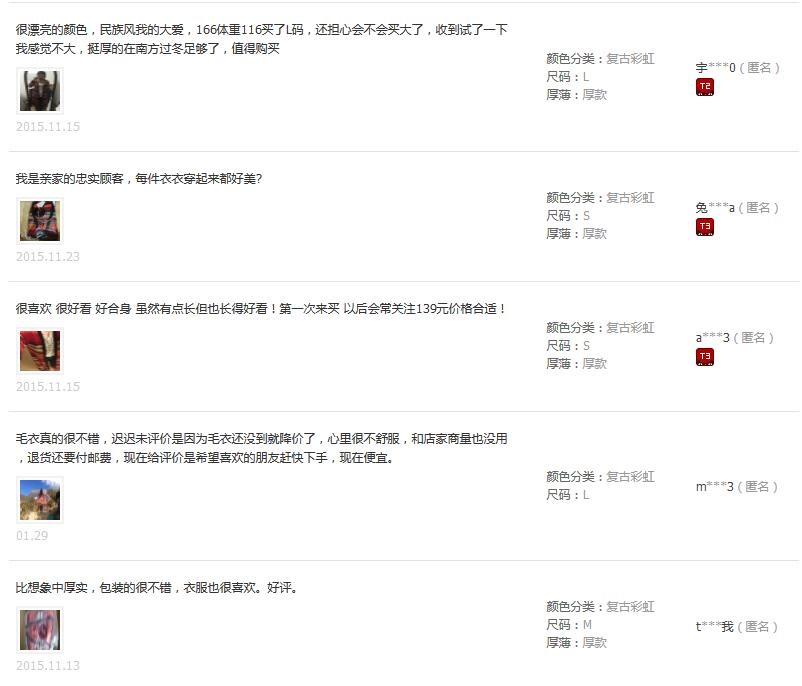 很漂亮的颜色，民族风我的大爱，166体重116买了L码，还担心会不会买大了，收到试了一下
我感觉不大，挺厚的在南方过冬足够了，值得购买
2015.11.15
颜色分类：复古彩虹
尺码：L
厚薄：厚款
宇***0（匿名）
T2
我是亲家的忠实顾客，每件衣衣穿起来都好美?
2015.11.23
颜色分类：复古彩虹
尺码：S
厚薄：厚款
兔***a（匿名）
T3
很喜欢 很好看 好合身 虽然有点长但也长得好看！第一次来买 以后会常关注139元价格合适！
2015.11.15
颜色分类：复古彩虹
尺码：S
厚薄：厚款
a***3（匿名）
T3
毛衣真的很不错，迟迟未评价是因为毛衣还没到就降价了，心里很不舒服，和店家商量也没用
，退货还要付邮费，现在给评价是希望喜欢的朋友赶快下手，现在便宜。
01.29
颜色分类：复古彩虹
尺码：L
m***3（匿名）
比想象中厚实，包装的很不错，衣服也很喜欢。好评。
2015.11.13
颜色分类：复古彩虹
尺码：M
厚薄：厚款
t***我（匿名）